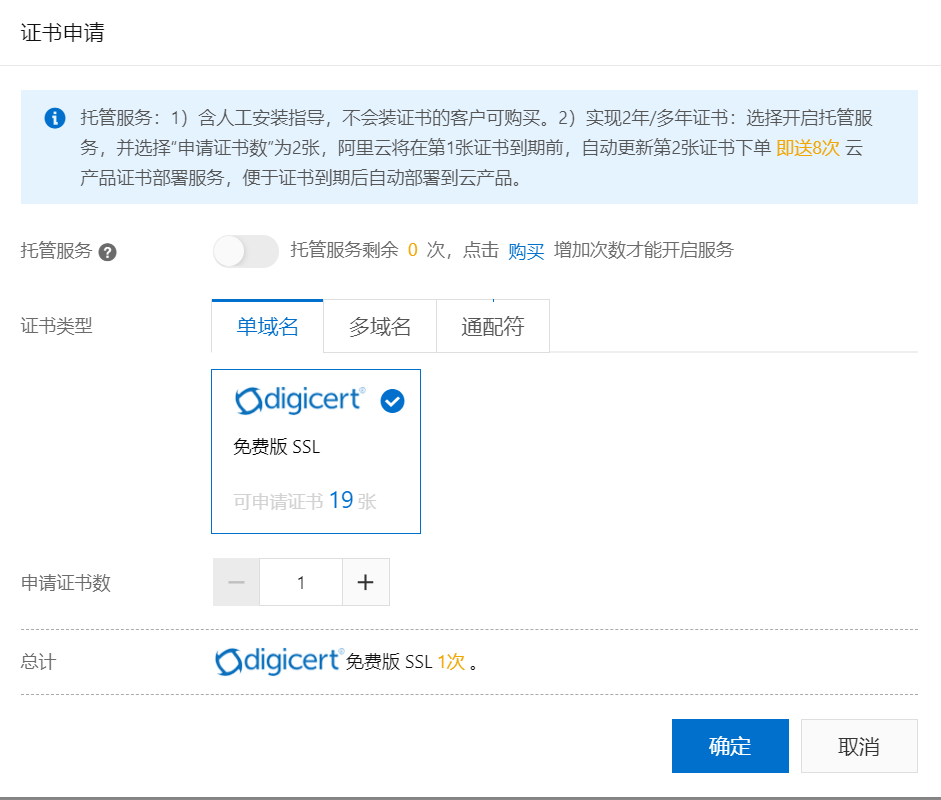 证书申请
托管服务：1）含人工安装指导，不会装证书的客户可购买。2）实现2年/多年证书：选择开启托管服
务，并选择“申请证书数”为2张，阿里云将在第1张证书到期前，自动更新第2张证书下单 即送8次 云
产品证书部署服务，便于证书到期后自动部署到云产品。
托管服务 ? 托管服务剩余 0 次，点击 购买 增加次数才能开启服务
证书类型 单域名 多域名 通配符
digicert®
免费版 SSL
可申请证书 19 张
申请证书数 － 1 +
总计 digicert® 免费版 SSL 1次 。
确定 取消